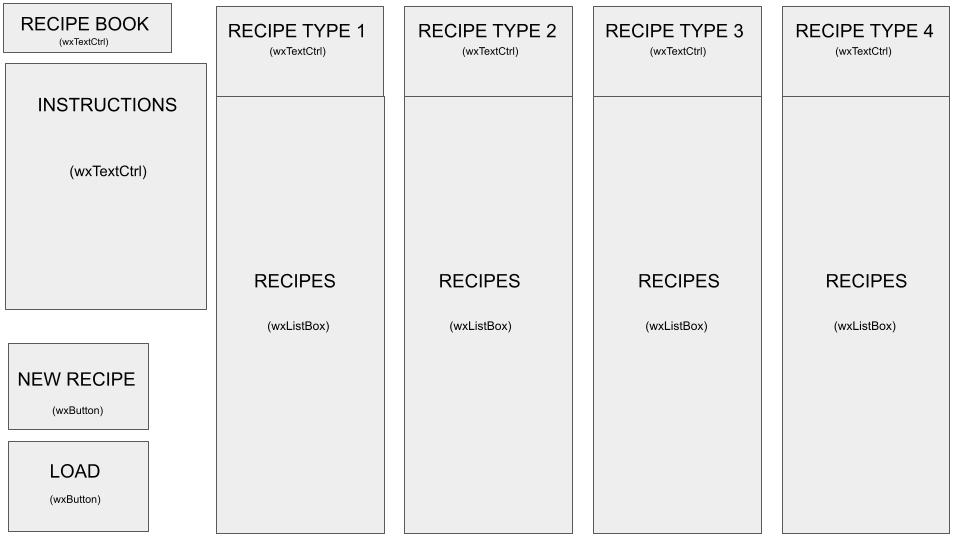 RECIPE BOOK
(wxTextCtrl)
INSTRUCTIONS
(wxTextCtrl)
NEW RECIPE
(wxButton)
LOAD
(wxButton)
RECIPE TYPE 1
(wxTextCtrl)
RECIPES
(wxListBox)
RECIPE TYPE 2
(wxTextCtrl)
RECIPES
(wxListBox)
RECIPE TYPE 3
(wxTextCtrl)
RECIPES
(wxListBox)
RECIPE TYPE 4
(wxTextCtrl)
RECIPES
(wxListBox)